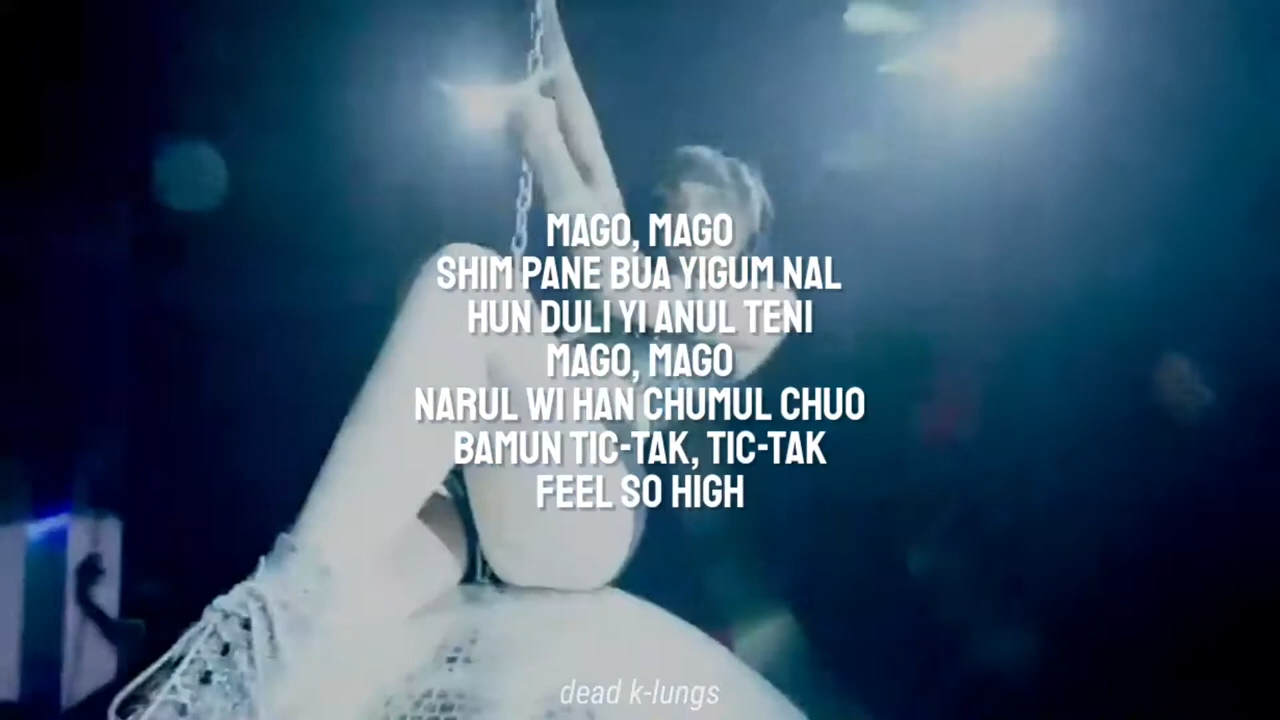 MAGO, MAGO
SHIM PANE BUA YIGUM NAL
HUN DULI YI ANUL TENI
MAGO, MAGO
NARUL WI HAN CHUMUL CHUO
BAMUN TIC-TAK, TIC-TAK
FEEL SO HIGH
dead k-lungs